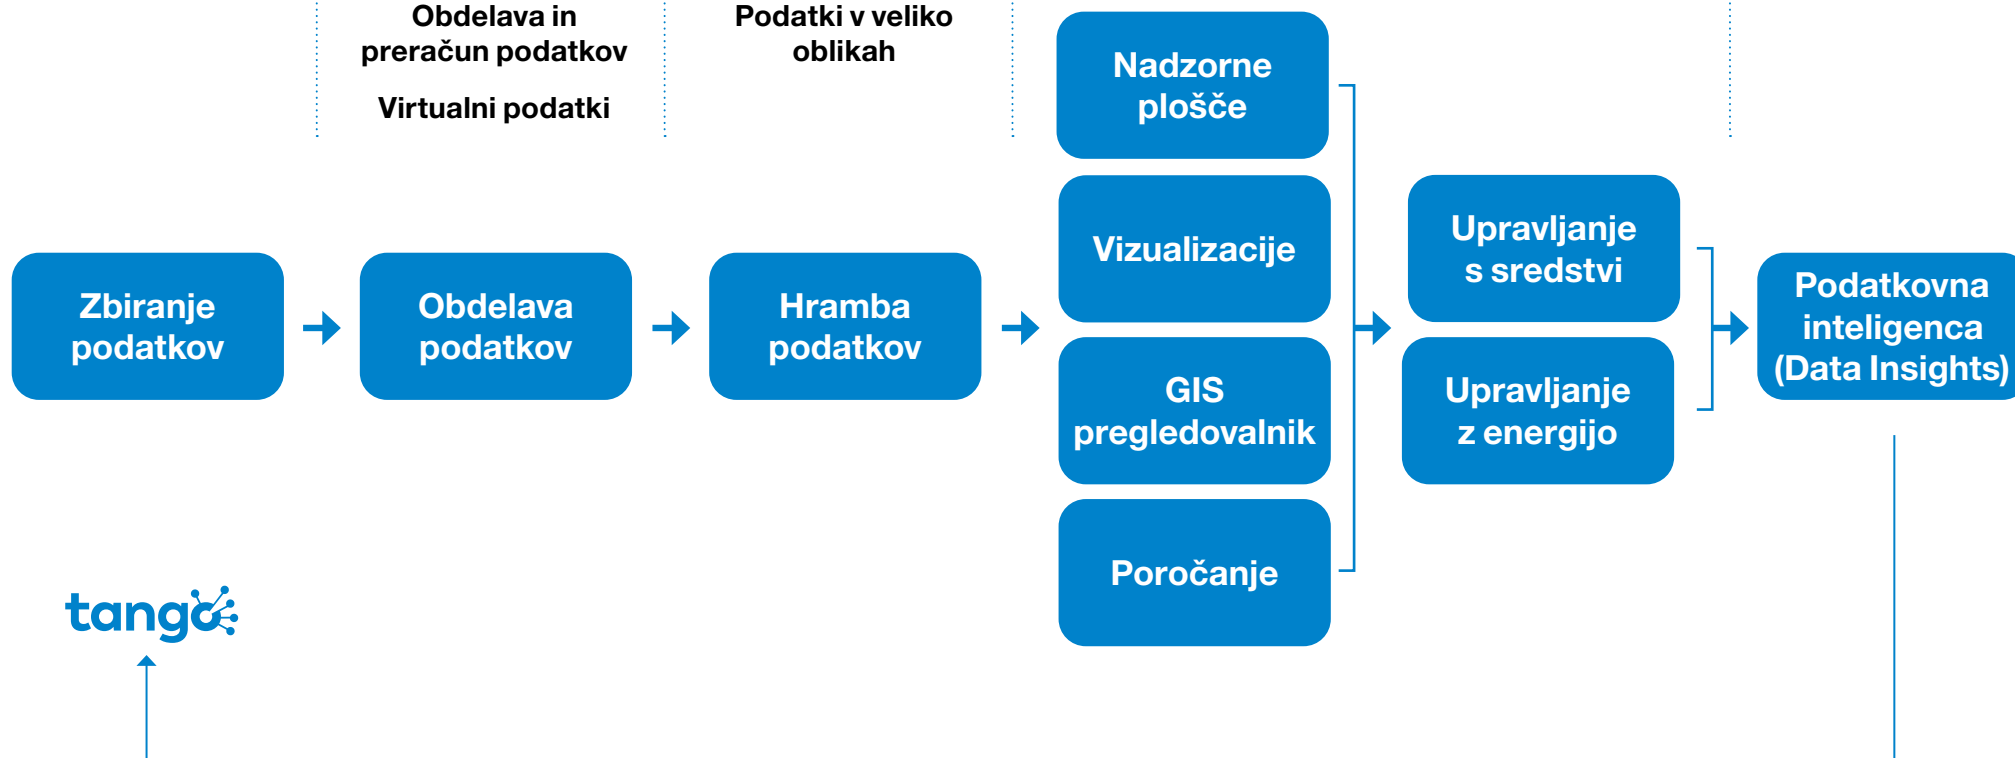 Obdelava in
preračun podatkov
Virtualni podatki
Podatki v veliko
oblikah
Zbiranje
podatkov
Obdelava
podatkov
Hramba
podatkov
Nadzorne
plošče
Vizualizacije
GIS
pregledovalnik
Poročanje
Upravljanje
s sredstvi
Upravljanje
z energijo
Podatkovna
inteligenca
(Data Insights)
tango